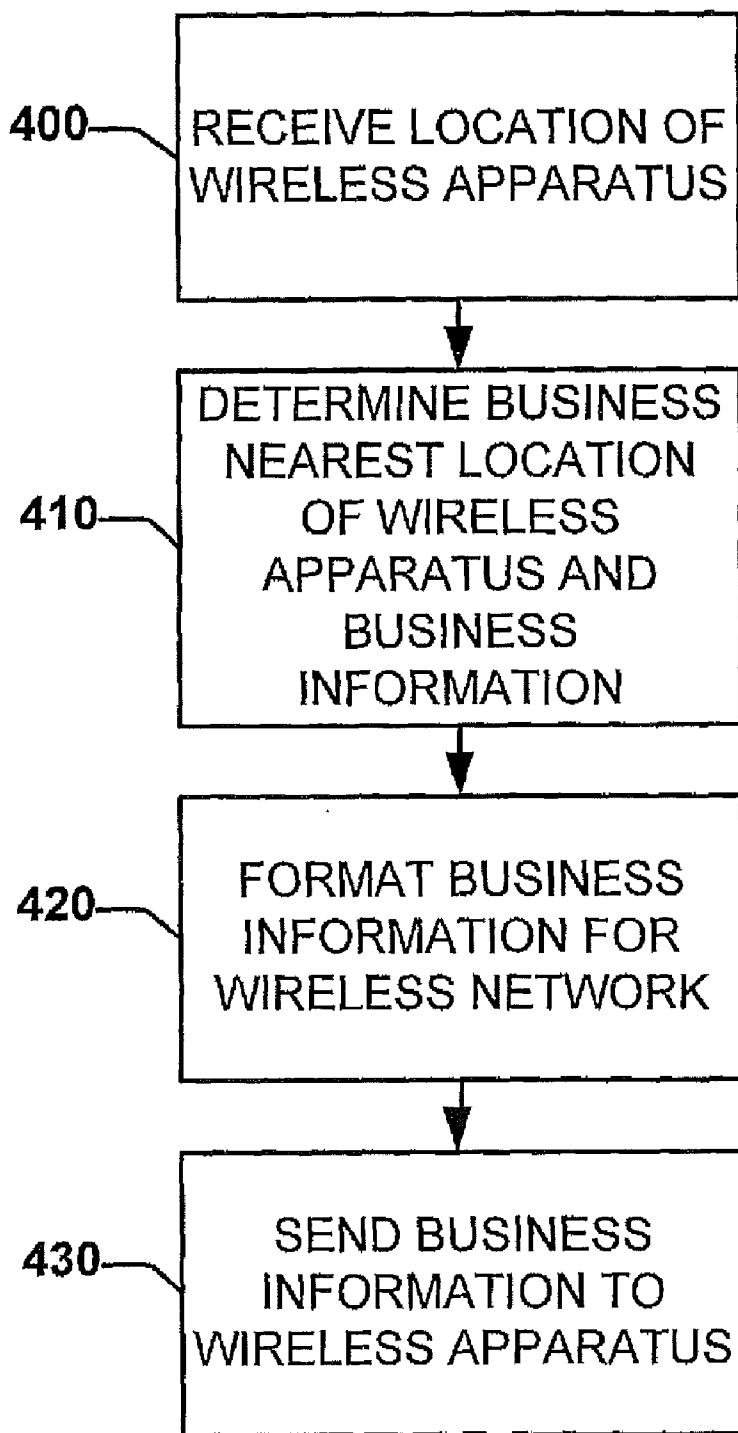 400
RECEIVE LOCATION OF
WIRELESS APPARATUS
410
DETERMINE BUSINESS
NEAREST LOCATION
OF WIRELESS
APPARATUS AND
BUSINESS
INFORMATION
420
FORMAT BUSINESS
INFORMATION FOR
WIRELESS NETWORK
430
SEND BUSINESS
INFORMATION TO
WIRELESS APPARATUS